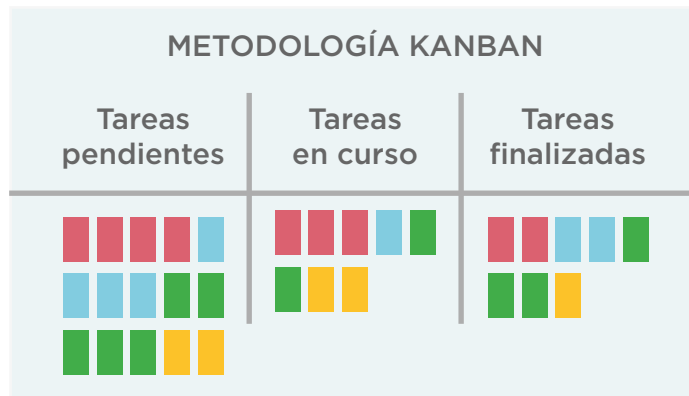 METODOLOGÍA KANBAN
Tareas
pendientes
Tareas
en curso
Tareas
finalizadas